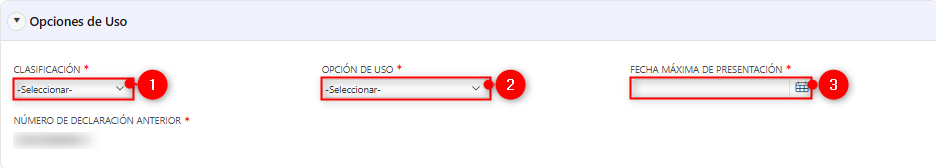 Opciones de Uso
CLASIFICACIÓN *
-Seleccionar-
1
OPCIÓN DE USO *
-Seleccionar-
2
FECHA MÁXIMA DE PRESENTACIÓN *
3
NÚMERO DE DECLARACIÓN ANTERIOR *